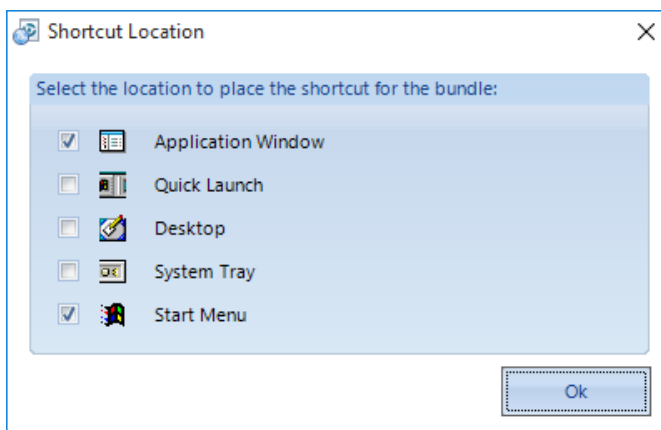 Shortcut Location
Select the location to place the shortcut for the bundle:
Application Window
Quick Launch
Desktop
System Tray
Start Menu
Ok